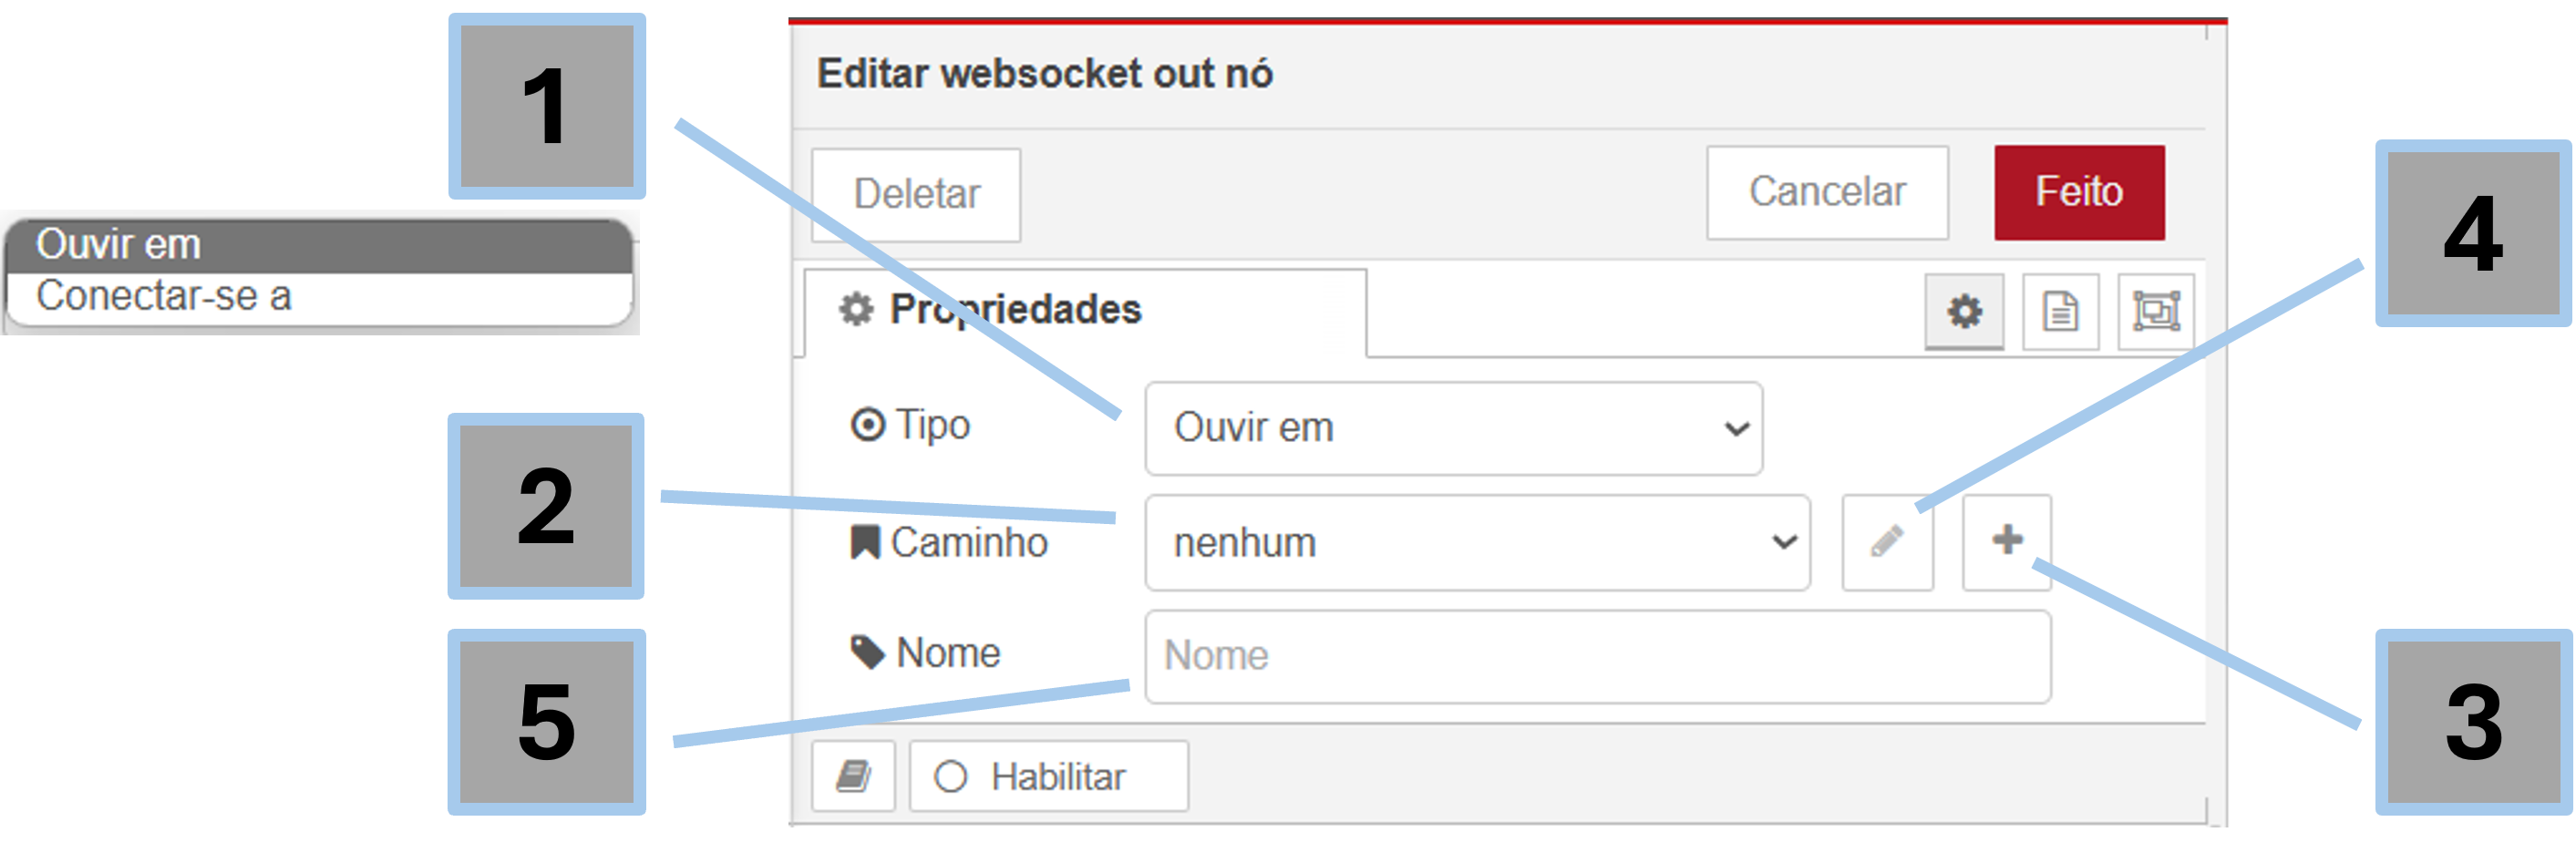 1
Ouvir em
Conectar-se a
2
5
Editar websocket out nó
Deletar
Cancelar
Feito
Propriedades
Tipo
Ouvir em
Caminho
nenhum
Nome
Nome
Habilitar
4
3